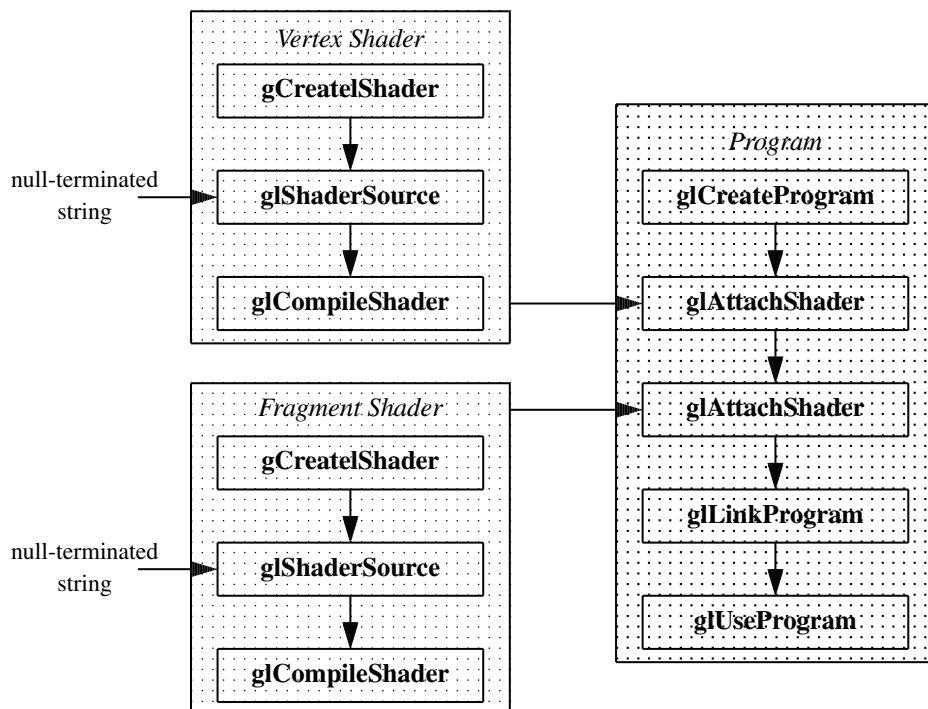 Vertex Shader
gCreatelShader
null-terminated
string
glShaderSource
glCompileShader
Fragment Shader
gCreatelShader
null-terminated
string
glShaderSource
glCompileShader
Program
glCreateProgram
glAttachShader
glAttachShader
glLinkProgram
glUseProgram